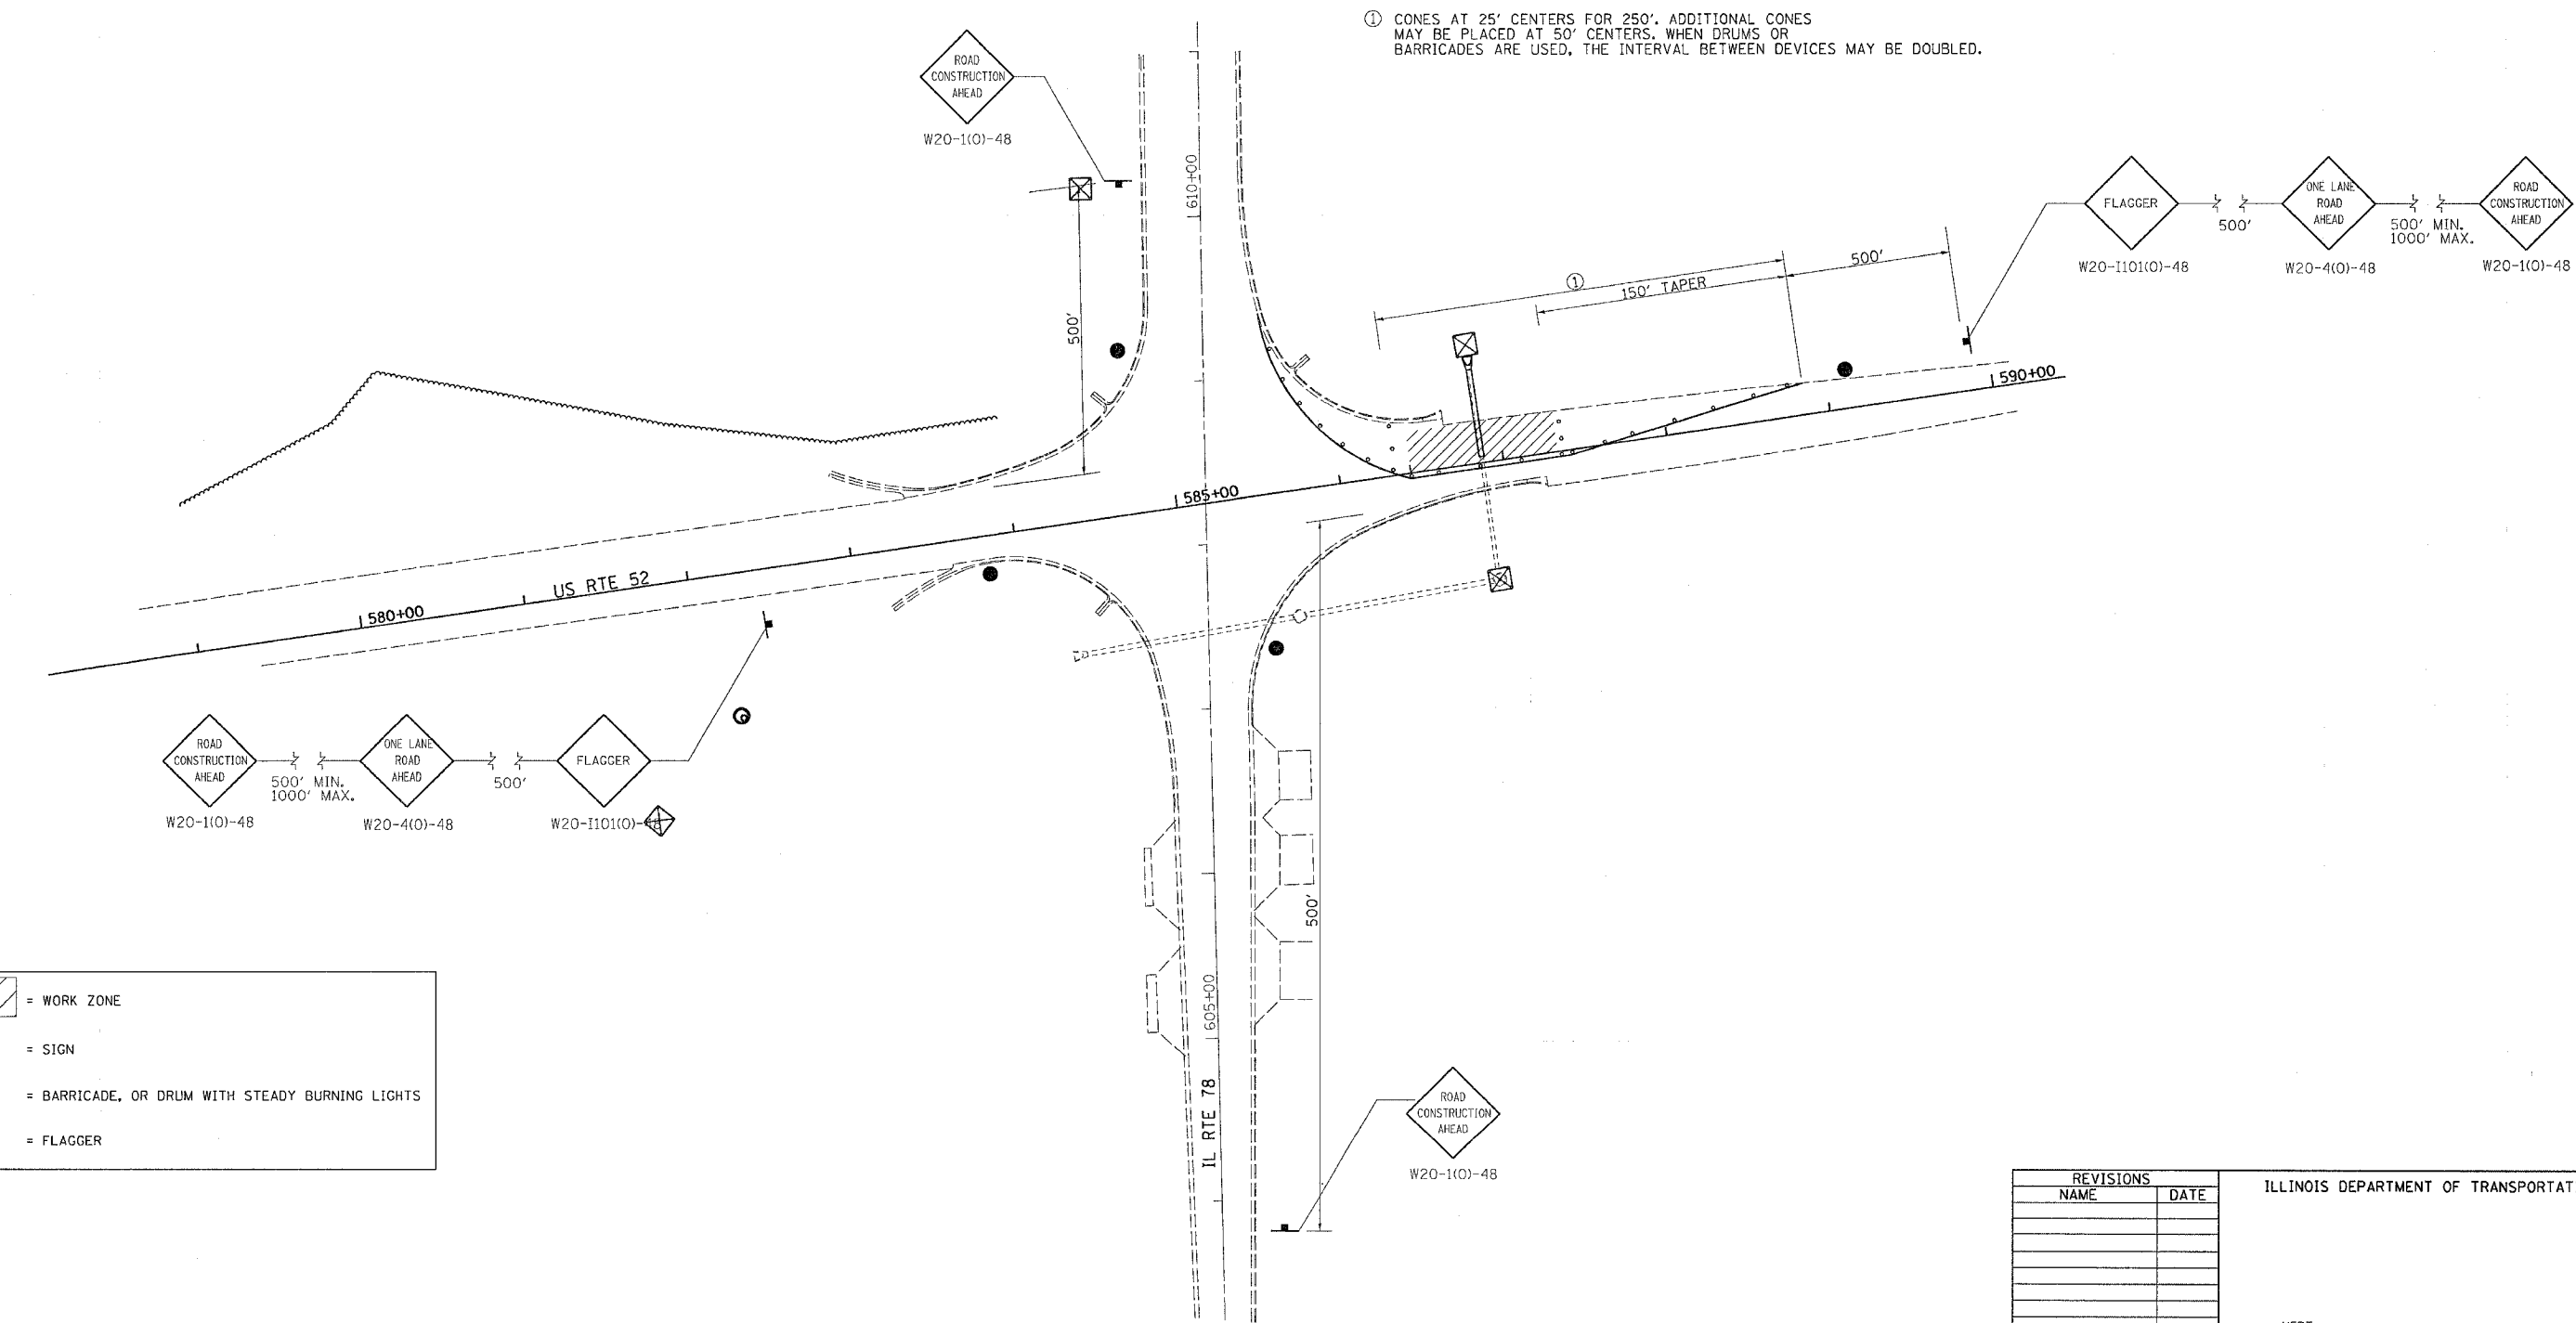 ① CONES AT 25' CENTERS FOR 250'. ADDITIONAL CONES
MAY BE PLACED AT 50' CENTERS. WHEN DRUMS OR
BARRICADES ARE USED, THE INTERVAL BETWEEN DEVICES MAY BE DOUBLED.
ROAD
CONSTRUCTION
AHEAD
W20-1(O)-48
610+00
FLAGGER
W20-I101(O)-48
500'
ONE LANE
ROAD
AHEAD
W20-4(O)-48
500' MIN.
1000' MAX.
ROAD
CONSTRUCTION
AHEAD
W20-1(O)-48
①
150' TAPER
500'
500'
590+00
585+00
US RTE 52
580+00
ROAD
CONSTRUCTION
AHEAD
W20-1(O)-48
500' MIN.
1000' MAX.
ONE LANE
ROAD
AHEAD
W20-4(O)-48
500'
FLAGGER
W20-I101(O)-48
500'
605+00
IL RTE 78
ROAD
CONSTRUCTION
AHEAD
W20-1(O)-48
= WORK ZONE
= SIGN
= BARRICADE, OR DRUM WITH STEADY BURNING LIGHTS
= FLAGGER
REVISIONS
NAME
DATE
ILLINOIS DEPARTMENT OF TRANSPORTAT